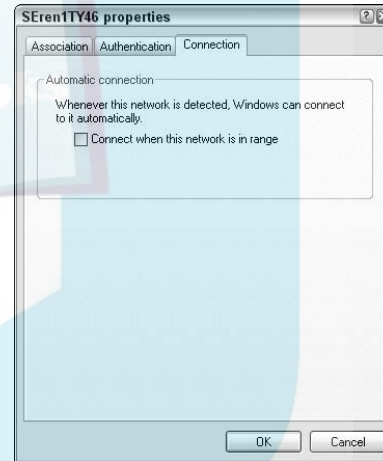 SEren1TY46 properties
Association Authentication Connection
Automatic connection
Whenever this network is detected, Windows can connect
to it automatically.
Connect when this network is in range
OK Cancel